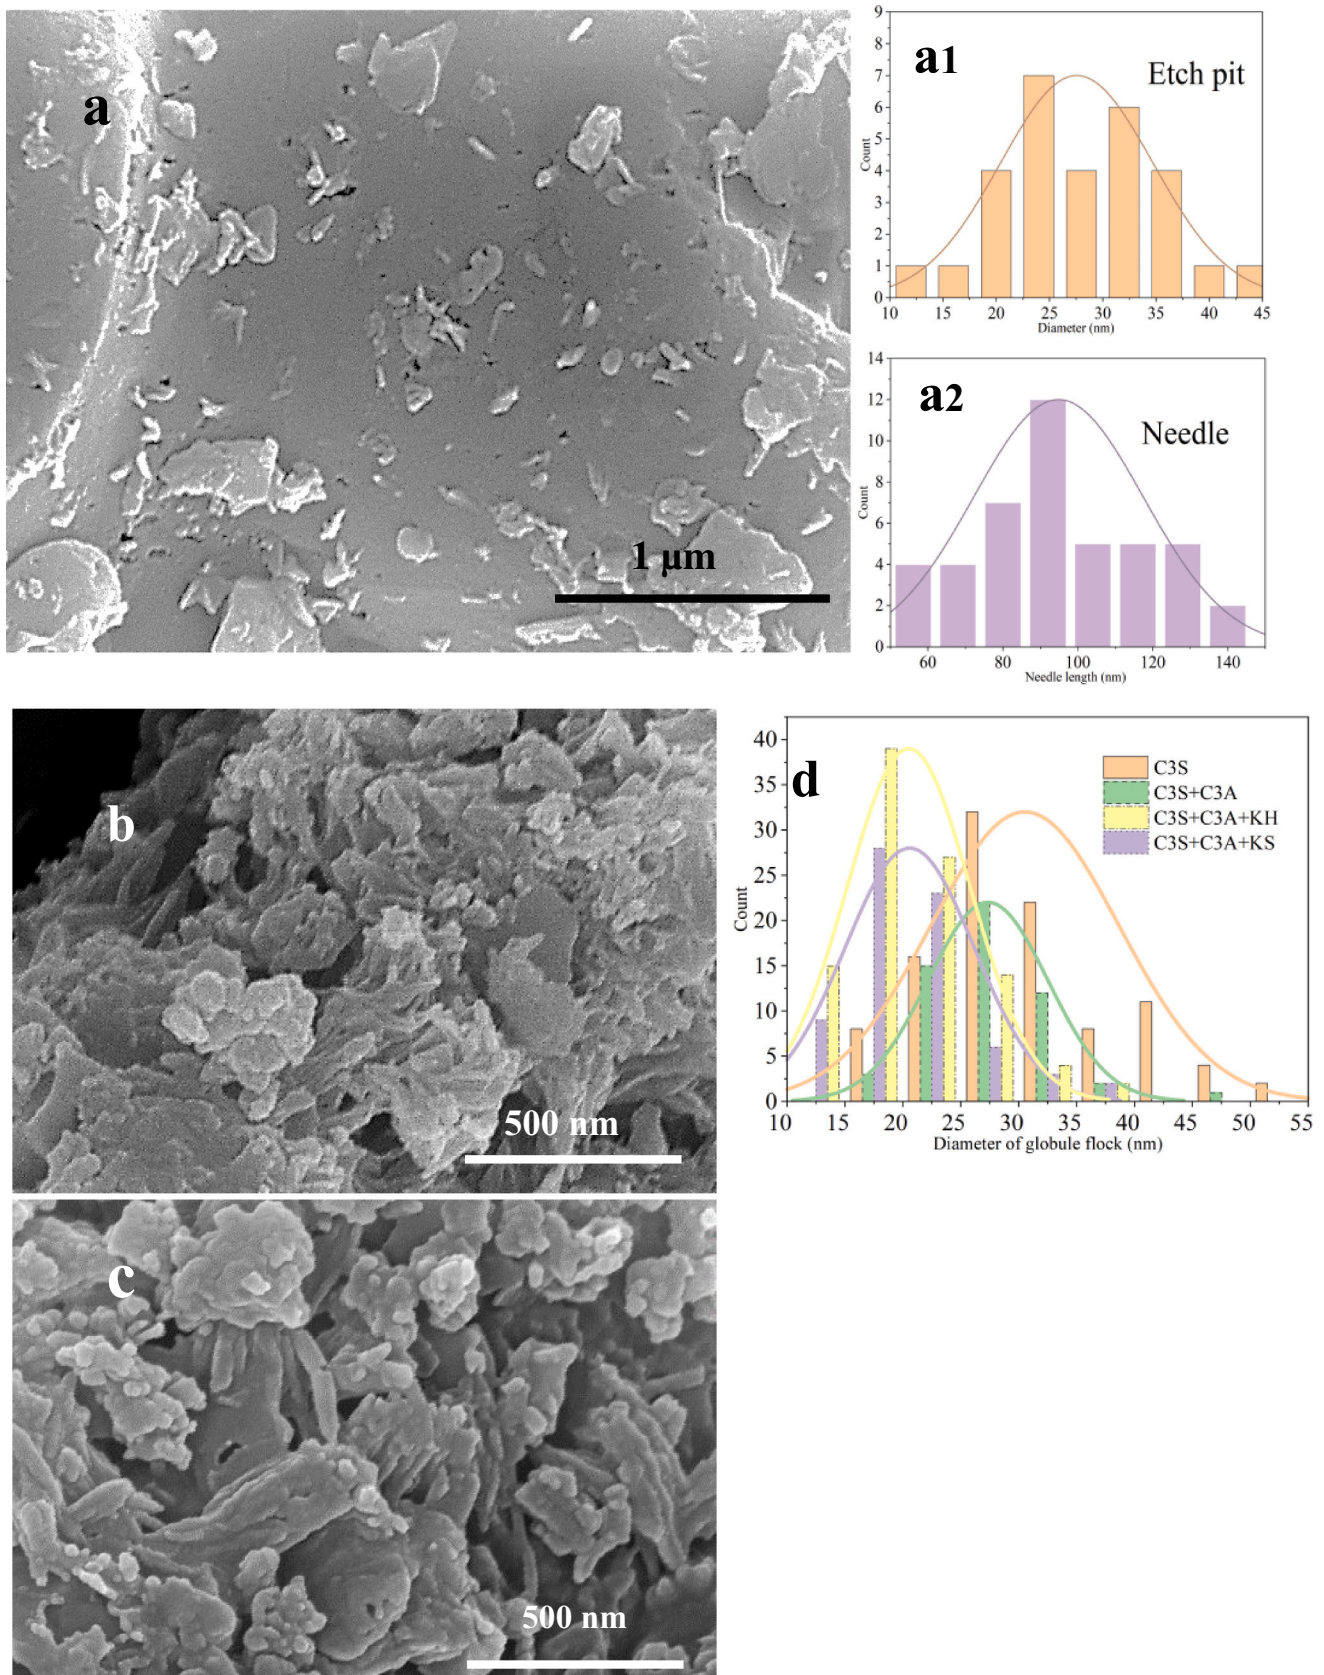 a
1 μm
a1
Etch pit
9
8
7
6
5
4
3
2
1
0
Count
10 15 20 25 30 35 40 45
Diameter (nm)
a2
Needle
14
12
10
8
6
4
2
0
Count
60 80 100 120 140
Needle length (nm)
b
500 nm
d
C3S
C3S+C3A
C3S+C3A+KH
C3S+C3A+KS
40
35
30
25
20
15
10
5
0
Count
10 15 20 25 30 35 40 45 50 55
Diameter of globule flock (nm)
c
500 nm